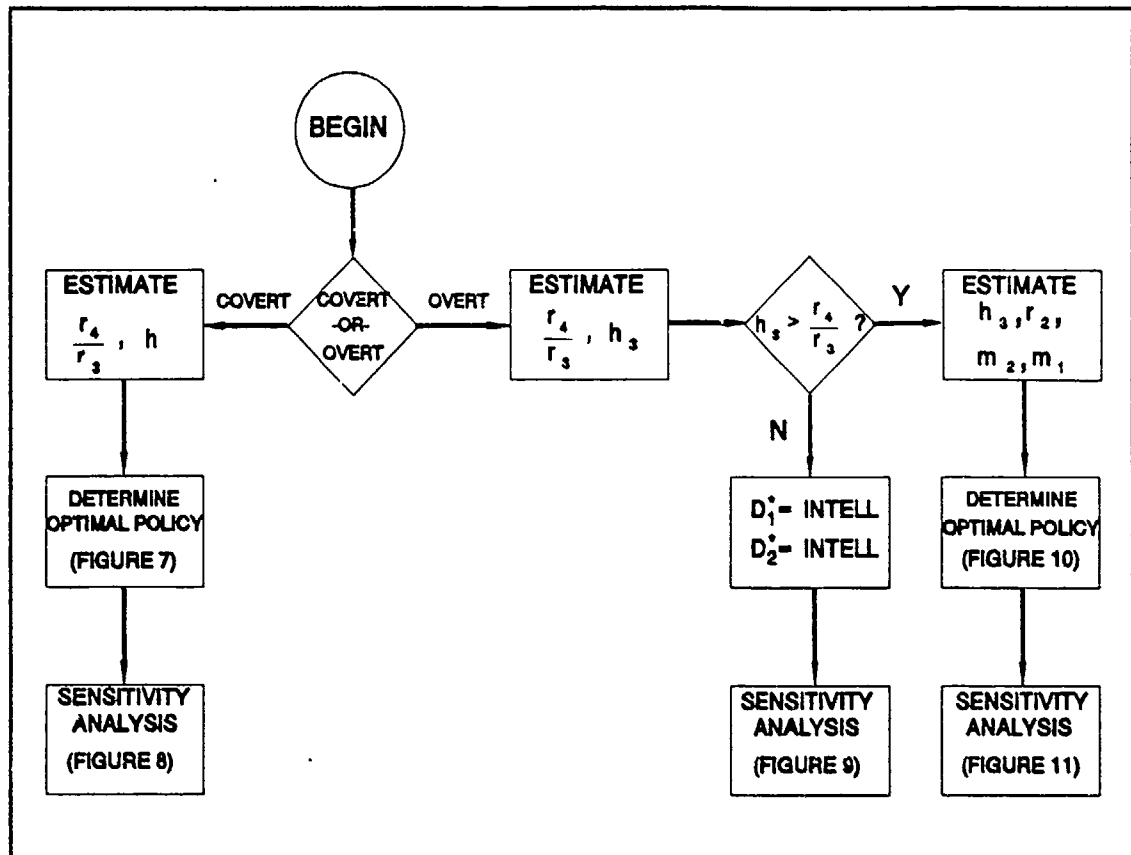 BEGIN
ESTIMATE
r₄/r₃ , h
COVERT
COVERT
-OR-
OVERT
OVERT
ESTIMATE
r₄/r₃ , h₃
hₛ > r₄/r₃ ?
Y
N
ESTIMATE
h₃,r₂,
m₂,m₁
DETERMINE
OPTIMAL POLICY
(FIGURE 7)
D₁*= INTELL
D₂*= INTELL
DETERMINE
OPTIMAL POLICY
(FIGURE 10)
SENSITIVITY
ANALYSIS
(FIGURE 8)
SENSITIVITY
ANALYSIS
(FIGURE 9)
SENSITIVITY
ANALYSIS
(FIGURE 11)